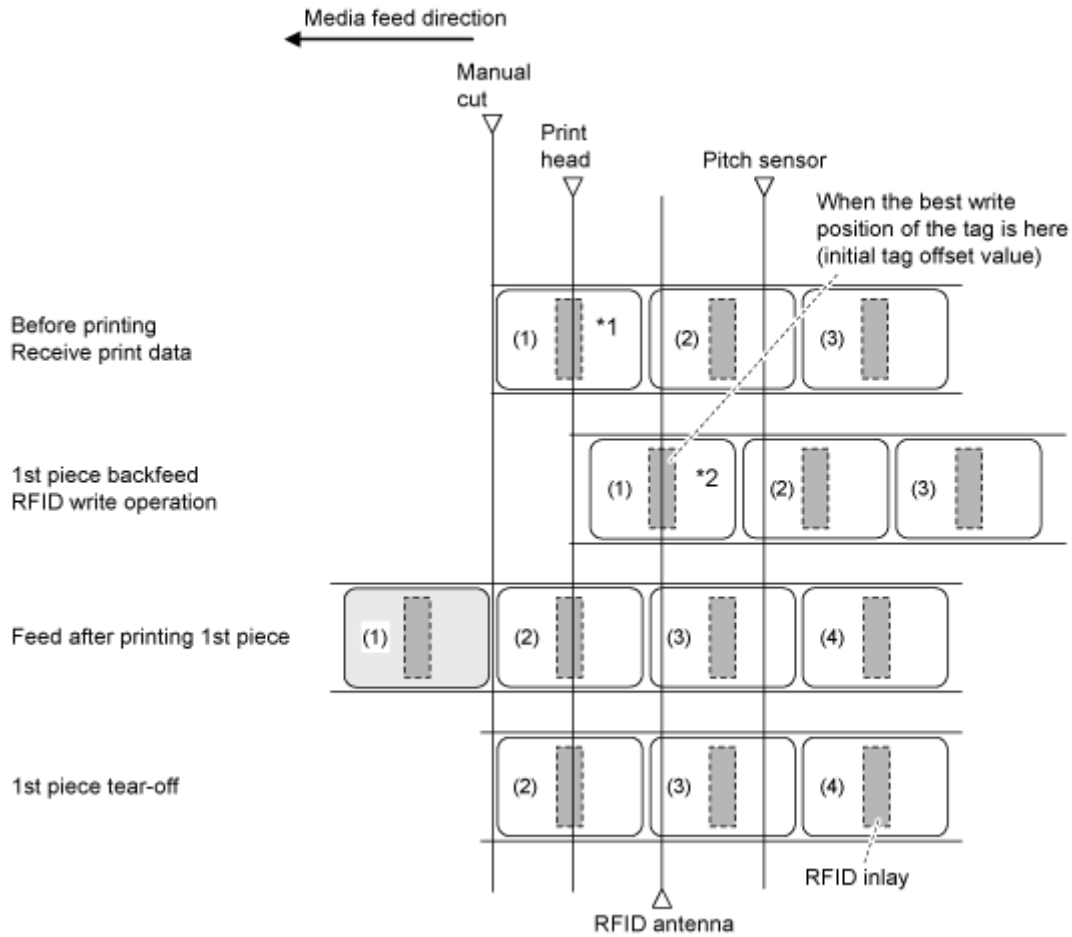 Media feed direction
Manual
cut
Print
head
Pitch sensor
When the best write
position of the tag is here
(initial tag offset value)
Before printing
Receive print data
(1)
*1
(2)
(3)
1st piece backfeed
RFID write operation
(1)
*2
(2)
(3)
Feed after printing 1st piece
(1)
(2)
(3)
(4)
1st piece tear-off
(2)
(3)
(4)
RFID inlay
RFID antenna